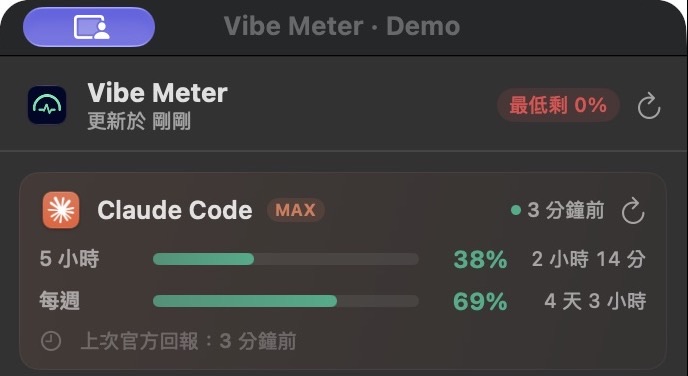 Vibe Meter · Demo
Vibe Meter
更新於 剛剛
最低剩 0%
Claude Code MAX
3 分鐘前
5 小時 38% 2 小時 14 分
每週 69% 4 天 3 小時
上次官方回報：3 分鐘前